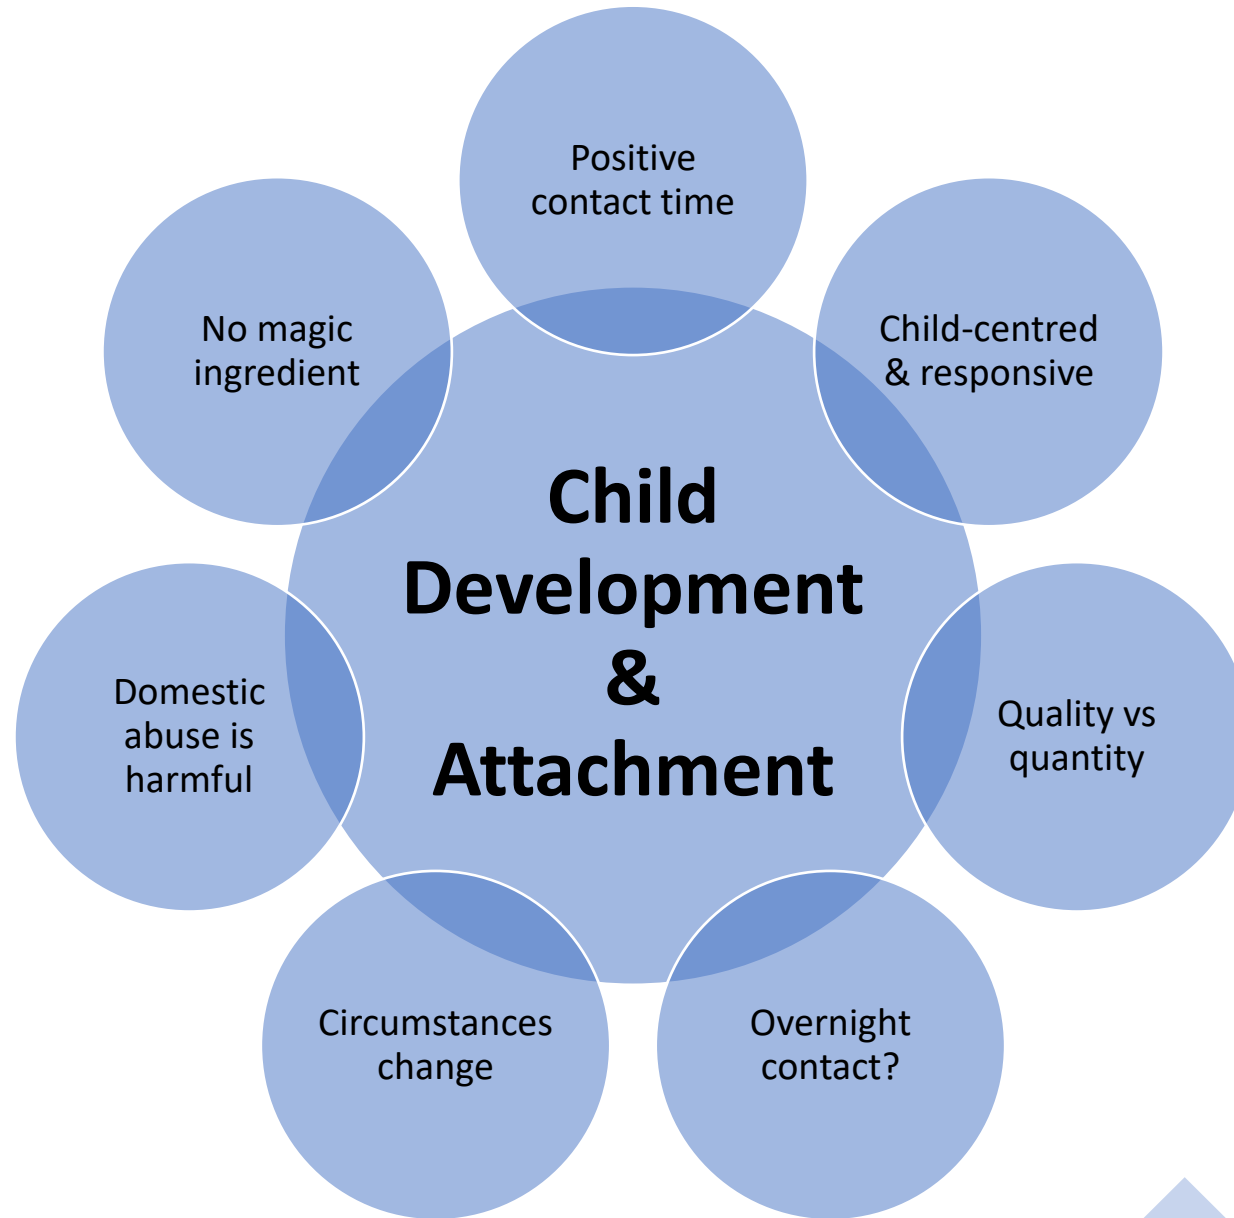 Positive
contact time
Child-centred
& responsive
Quality vs
quantity
Overnight
contact?
Circumstances
change
Domestic
abuse is
harmful
No magic
ingredient
Child
Development
&
Attachment